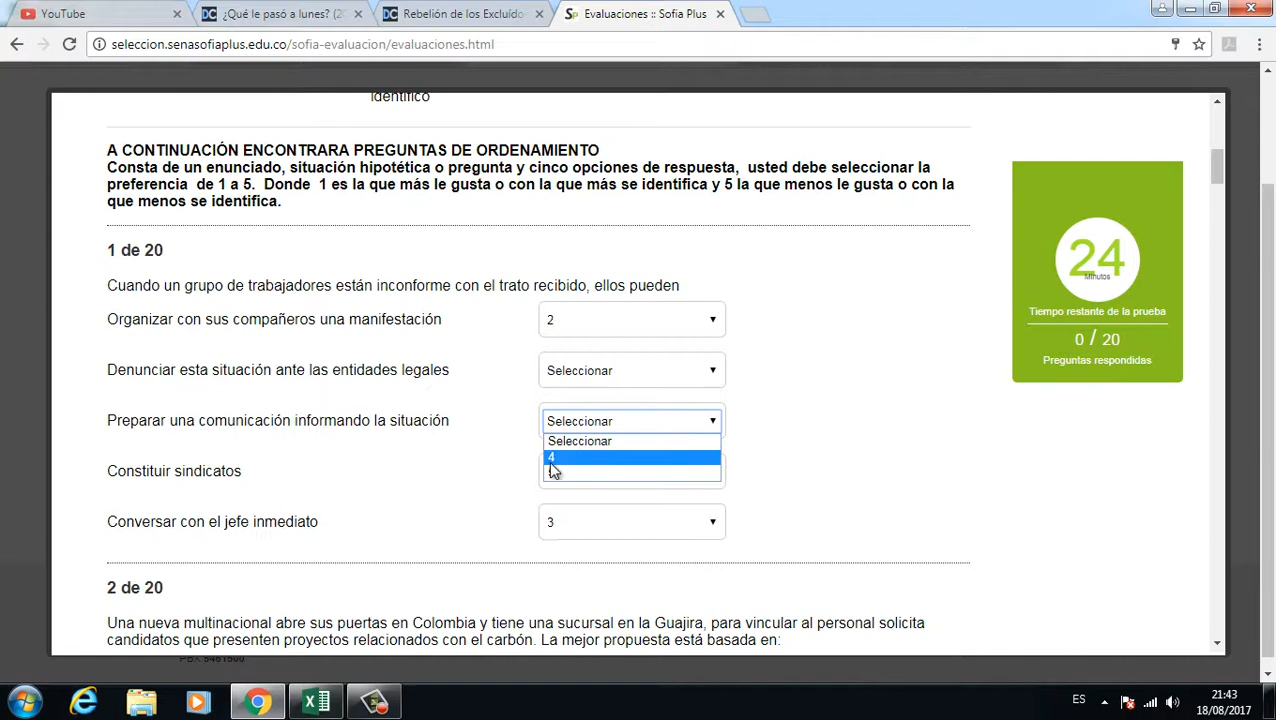 YouTube
¿Qué le pasó a lunes? (20
Rebelión de los Excluído
Evaluaciones :: Sofia Plus
seleccion.senasofiaplus.edu.co/sofia-evaluacion/evaluaciones.html
identifico
A CONTINUACIÓN ENCONTRARA PREGUNTAS DE ORDENAMIENTO
Consta de un enunciado, situación hipotética o pregunta y cinco opciones de respuesta, usted debe seleccionar la
preferencia de 1 a 5. Donde 1 es la que más le gusta o con la que más se identifica y 5 la que menos le gusta o con la
que menos se identifica.
1 de 20
Cuando un grupo de trabajadores están inconforme con el trato recibido, ellos pueden
Organizar con sus compañeros una manifestación
2
Denunciar esta situación ante las entidades legales
Seleccionar
Preparar una comunicación informando la situación
Seleccionar
Seleccionar
4
Constituir sindicatos
Conversar con el jefe inmediato
3
2 de 20
Una nueva multinacional abre sus puertas en Colombia y tiene una sucursal en la Guajira, para vincular al personal solicita
candidatos que presenten proyectos relacionados con el carbón. La mejor propuesta está basada en:
24
Minutos
Tiempo restante de la prueba
0 / 20
Preguntas respondidas
PBX 5461500
ES
21:43
18/08/2017